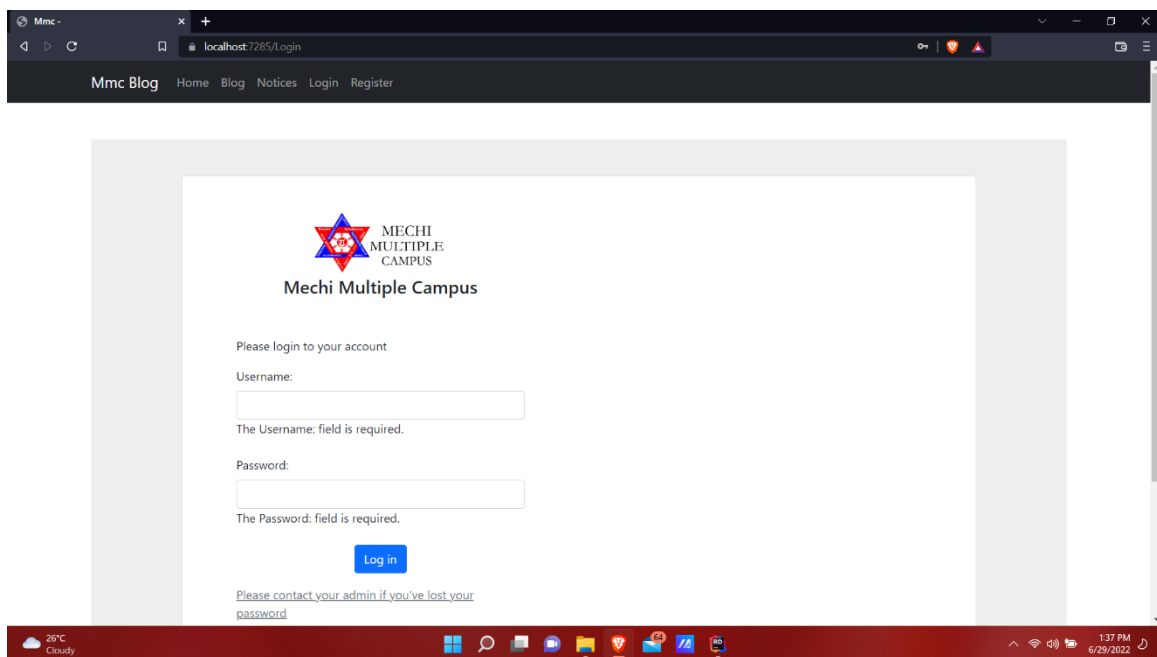 Mmc -
localhost:7285/Login
Mmc Blog Home Blog Notices Login Register
MECHI
MULTIPLE
CAMPUS
Mechi Multiple Campus
Please login to your account
Username:
The Username: field is required.
Password:
The Password: field is required.
Log in
Please contact your admin if you've lost your
password
26°C
Cloudy
64
RD
1:37 PM
6/29/2022